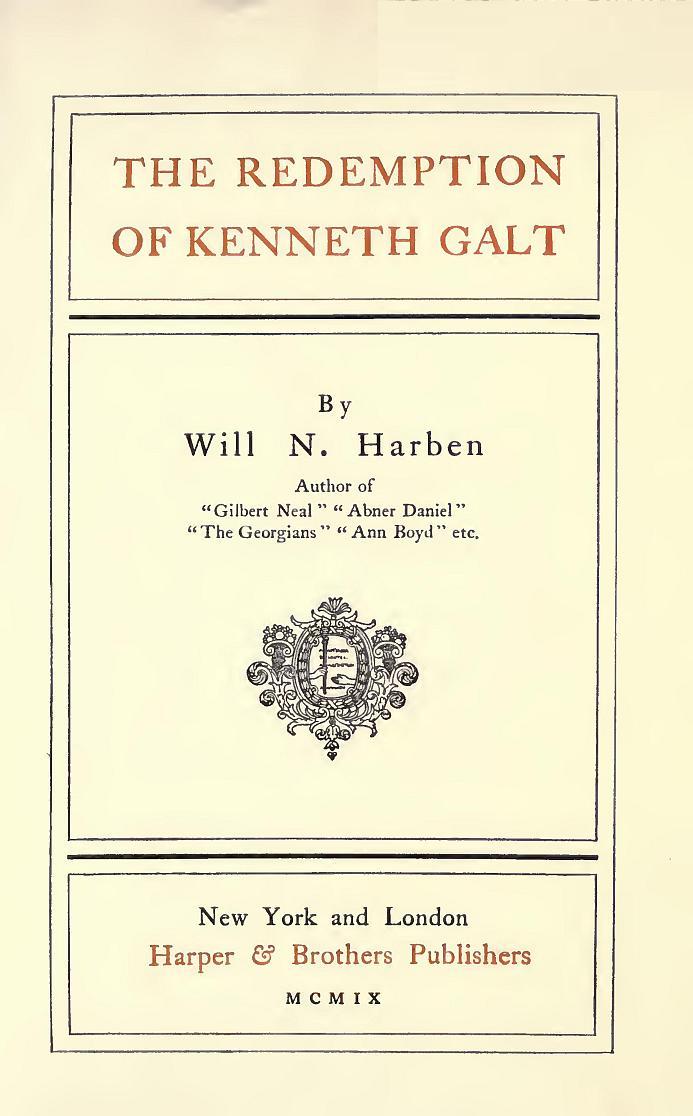 THE REDEMPTION
OF KENNETH GALT
By
Will N. Harben
Author of
“Gilbert Neal” “Abner Daniel”
“The Georgians” “Ann Boyd” etc.
New York and London
Harper & Brothers Publishers
MCMIX